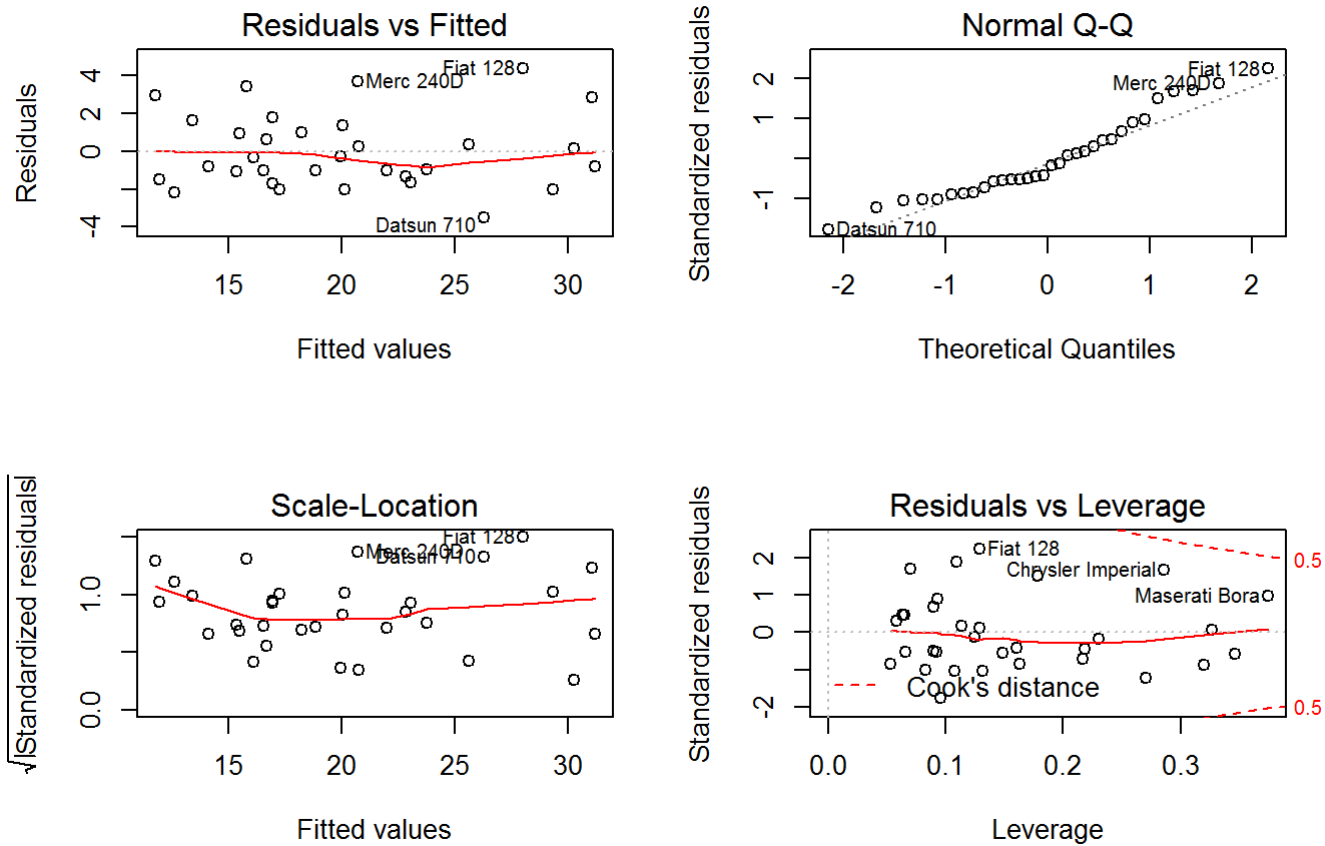 Residuals vs Fitted
Residuals
4
2
0
-4
Fiat 128
Merc 240D
Datsun 710
15 20 25 30
Fitted values
Normal Q-Q
Standardized residuals
2
1
-1
Fiat 128
Merc 240D
Datsun 710
-2 -1 0 1 2
Theoretical Quantiles
Scale-Location
√|Standardized residuals|
1.0
0.0
Fiat 128
Merc 240D
Datsun 710
15 20 25 30
Fitted values
Residuals vs Leverage
Standardized residuals
2
1
0
-2
Fiat 128
Chrysler Imperial
Maserati Bora
0.5
Cook's distance
0.5
0.0 0.1 0.2 0.3
Leverage